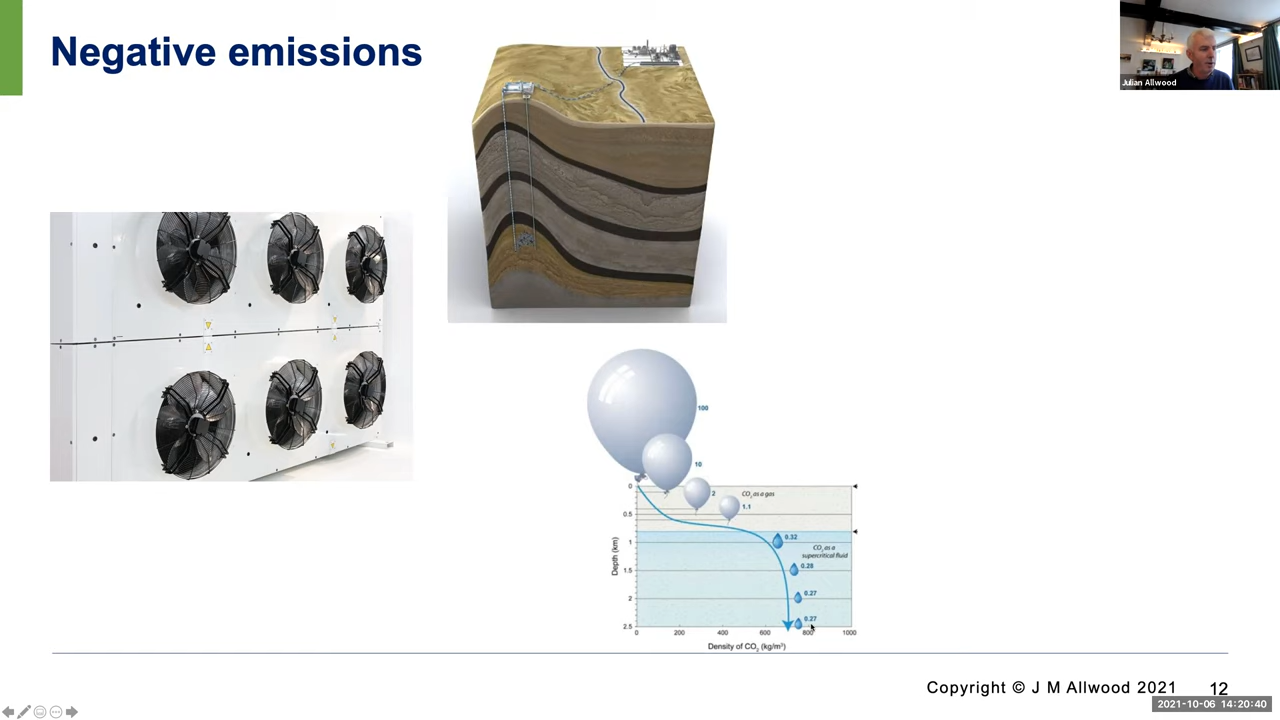 Negative emissions
Julian Allwood
100
10
2
1.1
CO2 as a gas
0.32
CO2 as a
supercritical fluid
0.28
0.27
0.27
0
0.5
1
1.5
2
2.5
Depth (km)
0
200
400
600
800
1000
Density of CO2 (kg/m³)
Copyright © J M Allwood 2021
12
2021-10-06 14:20:40